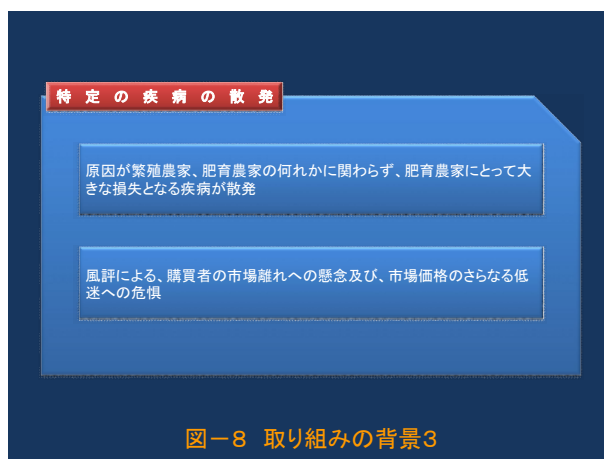 特定の疾病の散発
原因が繁殖農家、肥育農家の何れかに関わらず、肥育農家にとって大
きな損失となる疾病が散発
風評による、購買者の市場離れへの懸念及び、市場価格のさらなる低
迷への危惧
図－８ 取り組みの背景３